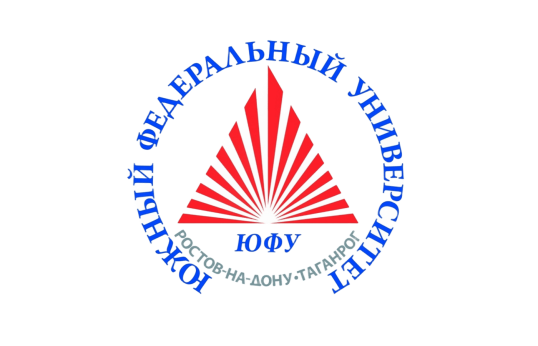 ЮЖНЫЙ ФЕДЕРАЛЬНЫЙ УНИВЕРСИТЕТ
ЮФУ
РОСТОВ-НА-ДОНУ·ТАГАНРОГ